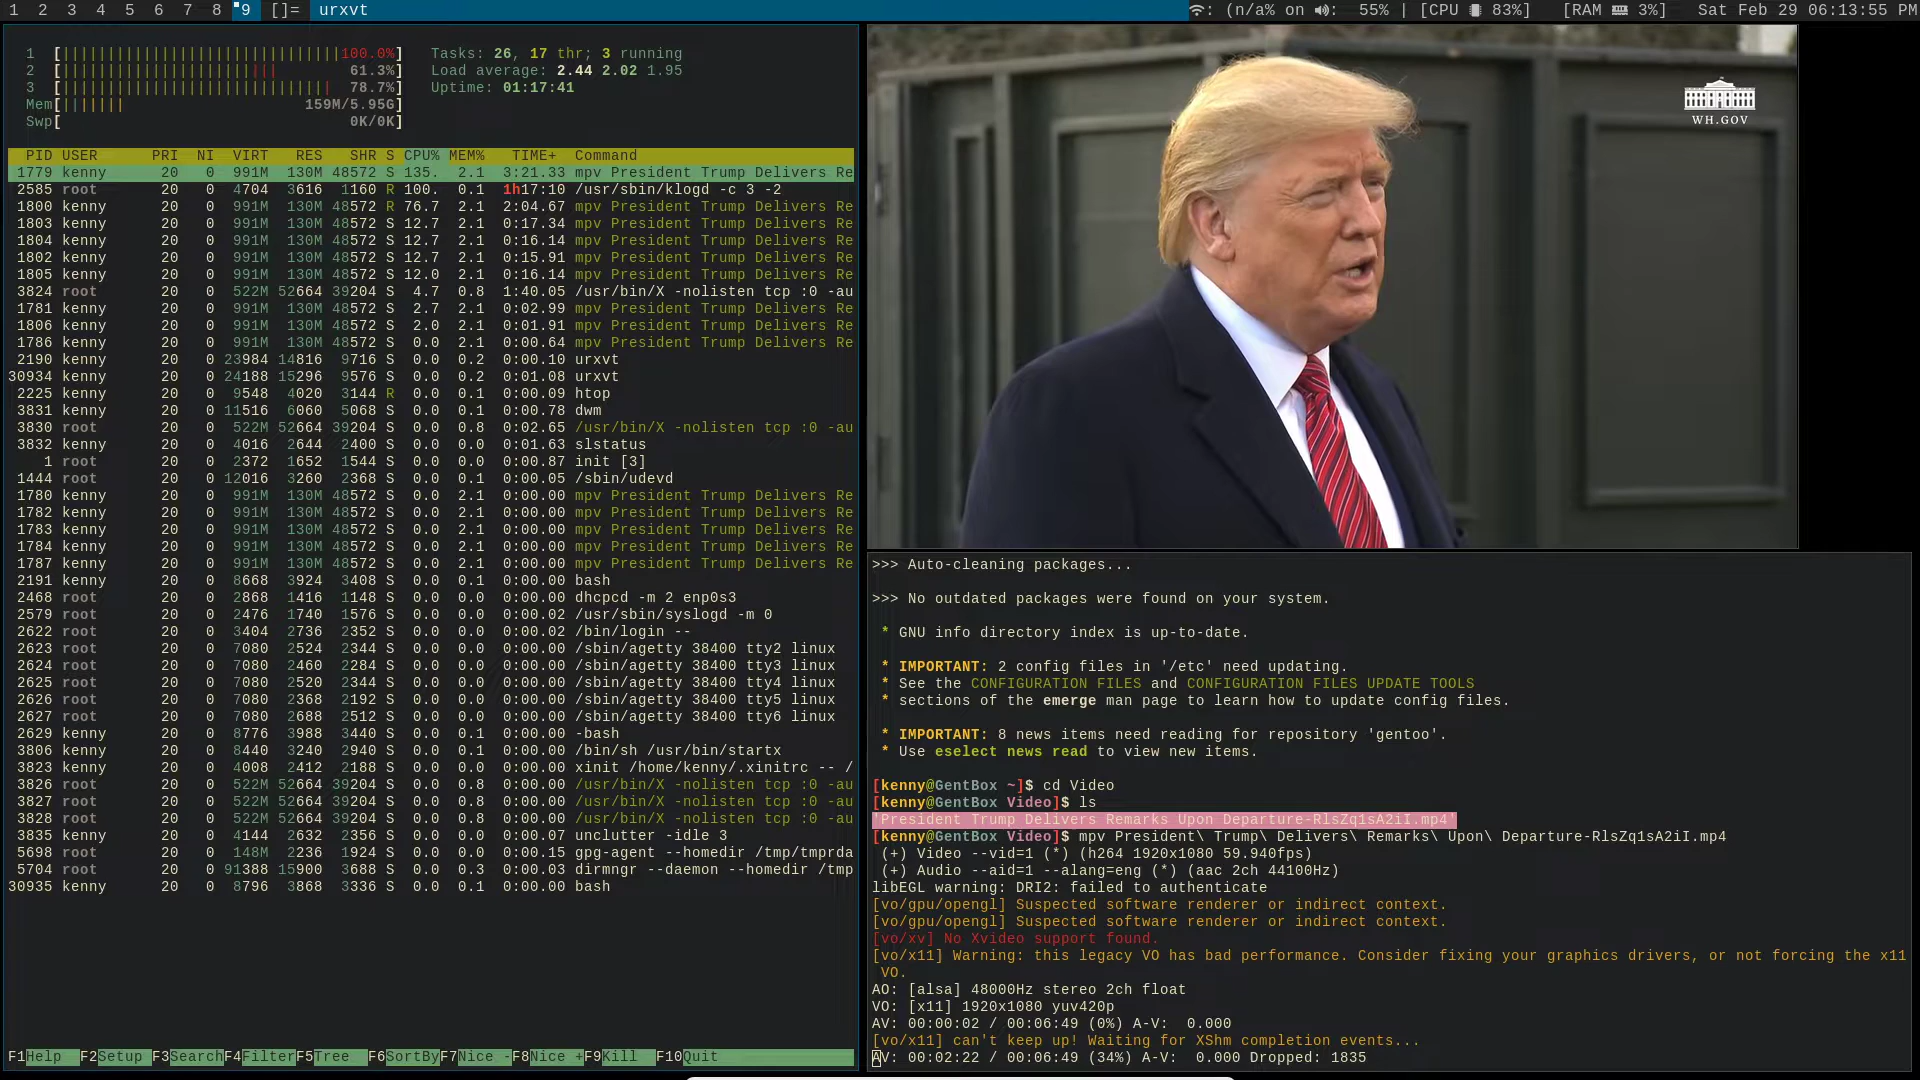 1 2 3 4 5 6 7 8 9 []= urxvt : (n/a% on : 55% | [CPU 83%] [RAM 3%] Sat Feb 29 06:13:55 PM
1 [||||||||||||||||||||||||||||||||100.0%] Tasks: 26, 17 thr; 3 running
2 [|||||||||||||||||||||||| 61.3%] Load average: 2.44 2.02 1.95
3 [|||||||||||||||||||||||||||||| 78.7%] Uptime: 01:17:41
Mem[||||||| 159M/5.95G]
Swp[ 0K/0K]
PID USER PRI NI VIRT RES SHR S CPU% MEM% TIME+ Command
1779 kenny 20 0 991M 130M 48572 S 135. 2.1 3:21.33 mpv President Trump Delivers Re
2585 root 20 0 4704 3616 1160 R 100. 0.1 1h17:10 /usr/sbin/klogd -c 3 -2
1800 kenny 20 0 991M 130M 48572 R 76.7 2.1 2:04.67 mpv President Trump Delivers Re
1803 kenny 20 0 991M 130M 48572 S 12.7 2.1 0:17.34 mpv President Trump Delivers Re
1804 kenny 20 0 991M 130M 48572 S 12.7 2.1 0:16.14 mpv President Trump Delivers Re
1802 kenny 20 0 991M 130M 48572 S 12.7 2.1 0:15.91 mpv President Trump Delivers Re
1805 kenny 20 0 991M 130M 48572 S 12.0 2.1 0:16.14 mpv President Trump Delivers Re
3824 root 20 0 522M 52664 39204 S 4.7 0.8 1:40.05 /usr/bin/X -nolisten tcp :0 -au
1781 kenny 20 0 991M 130M 48572 S 2.7 2.1 0:02.99 mpv President Trump Delivers Re
1806 kenny 20 0 991M 130M 48572 S 2.0 2.1 0:01.91 mpv President Trump Delivers Re
1786 kenny 20 0 991M 130M 48572 S 0.0 2.1 0:00.64 mpv President Trump Delivers Re
2190 kenny 20 0 23984 14816 9716 S 0.0 0.2 0:00.10 urxvt
30934 kenny 20 0 24188 15296 9576 S 0.0 0.2 0:01.08 urxvt
2225 kenny 20 0 9548 4020 3144 R 0.0 0.1 0:00.09 htop
3831 kenny 20 0 11516 6060 5068 S 0.0 0.1 0:00.78 dwm
3830 root 20 0 522M 52664 39204 S 0.0 0.8 0:02.65 /usr/bin/X -nolisten tcp :0 -au
3832 kenny 20 0 4016 2644 2400 S 0.0 0.0 0:01.63 slstatus
1 root 20 0 2372 1652 1544 S 0.0 0.0 0:00.87 init [3]
1444 root 20 0 12016 3260 2368 S 0.0 0.1 0:00.05 /sbin/udevd
1780 kenny 20 0 991M 130M 48572 S 0.0 2.1 0:00.00 mpv President Trump Delivers Re
1782 kenny 20 0 991M 130M 48572 S 0.0 2.1 0:00.00 mpv President Trump Delivers Re
1783 kenny 20 0 991M 130M 48572 S 0.0 2.1 0:00.00 mpv President Trump Delivers Re
1784 kenny 20 0 991M 130M 48572 S 0.0 2.1 0:00.00 mpv President Trump Delivers Re
1787 kenny 20 0 991M 130M 48572 S 0.0 2.1 0:00.00 mpv President Trump Delivers Re
2191 kenny 20 0 8668 3924 3408 S 0.0 0.1 0:00.00 bash
2468 root 20 0 2868 1416 1148 S 0.0 0.0 0:00.00 dhcpcd -m 2 enp0s3
2579 root 20 0 2476 1740 1576 S 0.0 0.0 0:00.02 /usr/sbin/syslogd -m 0
2622 root 20 0 3404 2736 2352 S 0.0 0.0 0:00.02 /bin/login --
2623 root 20 0 7080 2524 2344 S 0.0 0.0 0:00.00 /sbin/agetty 38400 tty2 linux
2624 root 20 0 7080 2460 2284 S 0.0 0.0 0:00.00 /sbin/agetty 38400 tty3 linux
2625 root 20 0 7080 2520 2344 S 0.0 0.0 0:00.00 /sbin/agetty 38400 tty4 linux
2626 root 20 0 7080 2368 2192 S 0.0 0.0 0:00.00 /sbin/agetty 38400 tty5 linux
2627 root 20 0 7080 2688 2512 S 0.0 0.0 0:00.00 /sbin/agetty 38400 tty6 linux
2629 kenny 20 0 8776 3988 3440 S 0.0 0.1 0:00.00 -bash
3806 kenny 20 0 8440 3240 2940 S 0.0 0.1 0:00.00 /bin/sh /usr/bin/startx
3823 kenny 20 0 4008 2412 2188 S 0.0 0.0 0:00.00 xinit /home/kenny/.xinitrc -- /
3826 root 20 0 522M 52664 39204 S 0.0 0.8 0:00.00 /usr/bin/X -nolisten tcp :0 -au
3827 root 20 0 522M 52664 39204 S 0.0 0.8 0:00.00 /usr/bin/X -nolisten tcp :0 -au
3828 root 20 0 522M 52664 39204 S 0.0 0.8 0:00.00 /usr/bin/X -nolisten tcp :0 -au
3835 kenny 20 0 4144 2632 2356 S 0.0 0.0 0:00.07 unclutter -idle 3
5698 root 20 0 148M 2236 1924 S 0.0 0.0 0:00.15 gpg-agent --homedir /tmp/tmprda
5704 root 20 0 91388 15900 3688 S 0.0 0.3 0:00.03 dirmngr --daemon --homedir /tmp
30935 kenny 20 0 8796 3868 3336 S 0.0 0.1 0:00.00 bash
F1Help F2Setup F3SearchF4FilterF5Tree F6SortByF7Nice -F8Nice +F9Kill F10Quit
WH.GOV
>>> Auto-cleaning packages...
>>> No outdated packages were found on your system.
* GNU info directory index is up-to-date.
* IMPORTANT: 2 config files in '/etc' need updating.
* See the CONFIGURATION FILES and CONFIGURATION FILES UPDATE TOOLS
* sections of the emerge man page to learn how to update config files.
* IMPORTANT: 8 news items need reading for repository 'gentoo'.
* Use eselect news read to view new items.
[kenny@GentBox ~]$ cd Video
[kenny@GentBox Video]$ ls
'President Trump Delivers Remarks Upon Departure-RlsZq1sA2iI.mp4'
[kenny@GentBox Video]$ mpv President\ Trump\ Delivers\ Remarks\ Upon\ Departure-RlsZq1sA2iI.mp4
(+) Video --vid=1 (*) (h264 1920x1080 59.940fps)
(+) Audio --aid=1 --alang=eng (*) (aac 2ch 44100Hz)
libEGL warning: DRI2: failed to authenticate
[vo/gpu/opengl] Suspected software renderer or indirect context.
[vo/gpu/opengl] Suspected software renderer or indirect context.
[vo/xv] No Xvideo support found.
[vo/x11] Warning: this legacy VO has bad performance. Consider fixing your graphics drivers, or not forcing the x11
VO.
AO: [alsa] 48000Hz stereo 2ch float
VO: [x11] 1920x1080 yuv420p
AV: 00:00:02 / 00:06:49 (0%) A-V: 0.000
[vo/x11] can't keep up! Waiting for XShm completion events...
AV: 00:02:22 / 00:06:49 (34%) A-V: 0.000 Dropped: 1835